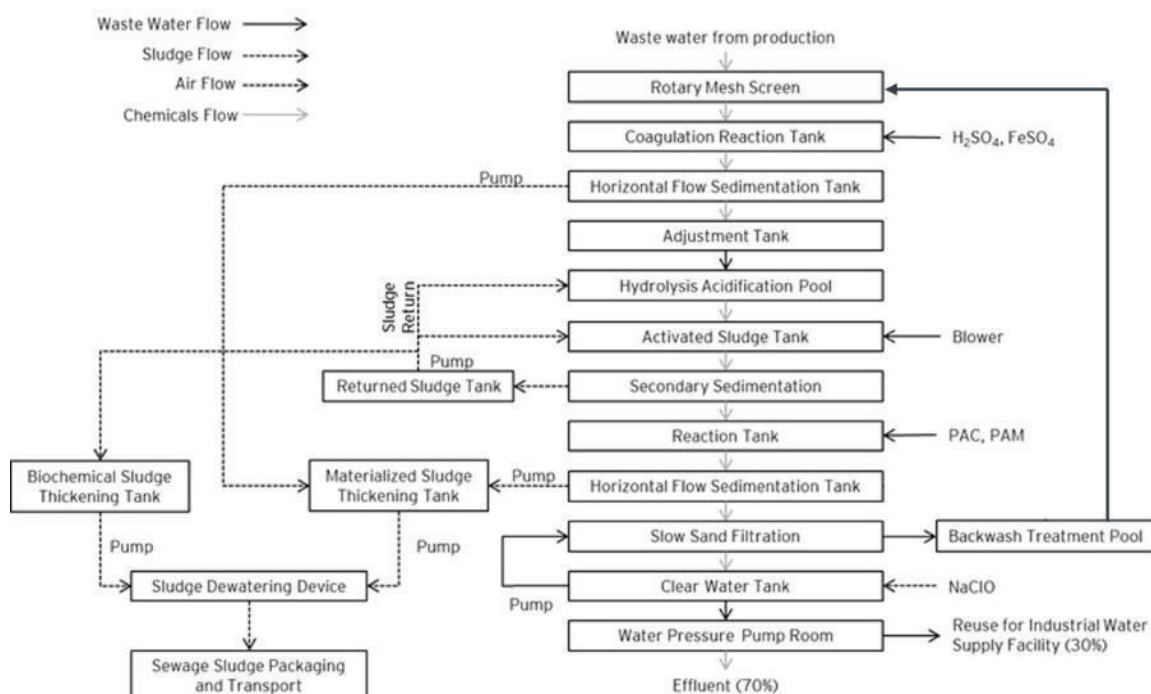 Waste Water Flow
Sludge Flow
Air Flow
Chemicals Flow
Waste water from production
Rotary Mesh Screen
Coagulation Reaction Tank
H₂SO₄, FeSO₄
Pump
Horizontal Flow Sedimentation Tank
Adjustment Tank
Sludge
Return
Hydrolysis Acidification Pool
Activated Sludge Tank
Blower
Pump
Returned Sludge Tank
Secondary Sedimentation
Reaction Tank
PAC, PAM
Biochemical Sludge
Thickening Tank
Materialized Sludge
Thickening Tank
Pump
Horizontal Flow Sedimentation Tank
Pump
Pump
Slow Sand Filtration
Backwash Treatment Pool
Sludge Dewatering Device
Pump
Clear Water Tank
NaClO
Water Pressure Pump Room
Reuse for Industrial Water
Supply Facility (30%)
Sewage Sludge Packaging
and Transport
Effluent (70%)